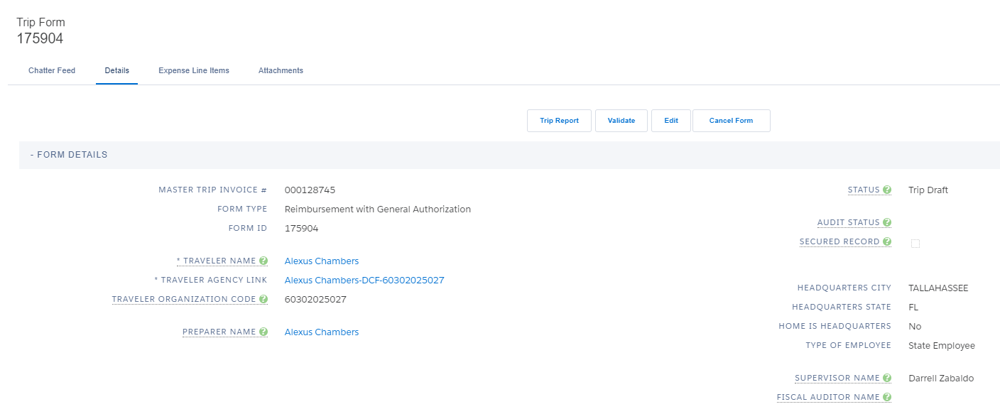 Trip Form
175904
Chatter Feed Details Expense Line Items Attachments
Trip Report Validate Edit Cancel Form
- FORM DETAILS
MASTER TRIP INVOICE # 000128745
FORM TYPE Reimbursement with General Authorization
FORM ID 175904
* TRAVELER NAME ? Alexus Chambers
* TRAVELER AGENCY LINK Alexus Chambers-DCF-60302025027
TRAVELER ORGANIZATION CODE ? 60302025027
PREPARER NAME ? Alexus Chambers
STATUS ? Trip Draft
AUDIT STATUS ?
SECURED RECORD ?
HEADQUARTERS CITY TALLAHASSEE
HEADQUARTERS STATE FL
HOME IS HEADQUARTERS No
TYPE OF EMPLOYEE State Employee
SUPERVISOR NAME ? Darrell Zabaldo
FISCAL AUDITOR NAME ?